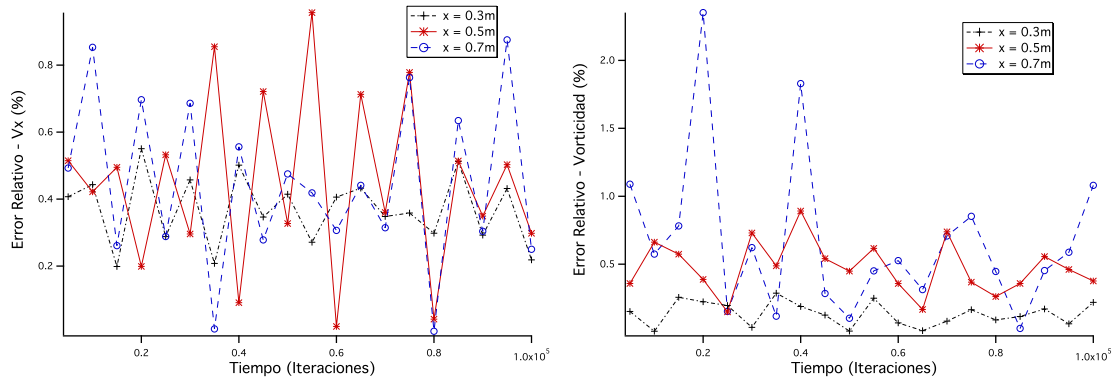 x = 0.3m
x = 0.5m
x = 0.7m
0.8
0.6
0.4
0.2
Error Relativo - Vx (%)
0.2
0.4
0.6
0.8
1.0x10⁵
Tiempo (Iteraciones)
x = 0.3m
x = 0.5m
x = 0.7m
2.0
1.5
1.0
0.5
Error Relativo - Vorticidad (%)
0.2
0.4
0.6
0.8
1.0x10⁵
Tiempo (Iteraciones)